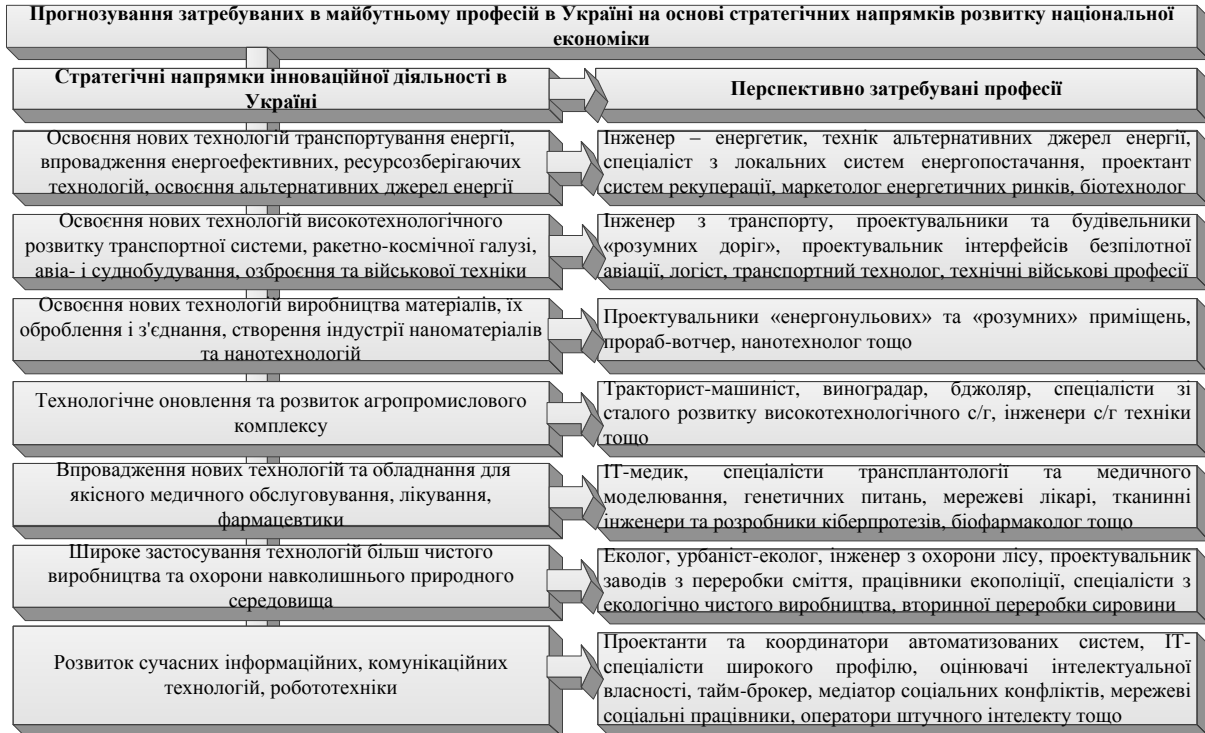 Прогнозування затребуваних в майбутньому професій в Україні на основі стратегічних напрямків розвитку національної
економіки
Стратегічні напрямки інноваційної діяльності в
Україні
Перспективно затребувані професії
Освоєння нових технологій транспортування енергії,
впровадження енергоефективних, ресурсозберігаючих
технологій, освоєння альтернативних джерел енергії
Інженер – енергетик, технік альтернативних джерел енергії,
спеціаліст з локальних систем енергопостачання, проектант
систем рекуперації, маркетолог енергетичних ринків, біотехнолог
Освоєння нових технологій високотехнологічного
розвитку транспортної системи, ракетно-космічної галузі,
авіа- і суднобудування, озброєння та військової техніки
Інженер з транспорту, проектувальники та будівельники
«розумних доріг», проектувальник інтерфейсів безпілотної
авіації, логіст, транспортний технолог, технічні військові професії
Освоєння нових технологій виробництва матеріалів, їх
оброблення і з'єднання, створення індустрії наноматеріалів
та нанотехнологій
Проектувальники «енергонульових» та «розумних» приміщень,
прораб-вотчер, нанотехнолог тощо
Технологічне оновлення та розвиток агропромислового
комплексу
Тракторист-машиніст, виноградар, бджоляр, спеціалісти зі
сталого розвитку високотехнологічного с/г, інженери с/г техніки
тощо
Впровадження нових технологій та обладнання для
якісного медичного обслуговування, лікування,
фармацевтики
ІТ-медик, спеціалісти трансплантології та медичного
моделювання, генетичних питань, мережеві лікарі, тканинні
інженери та розробники кіберпротезів, біофармаколог тощо
Широке застосування технологій більш чистого
виробництва та охорони навколишнього природного
середовища
Еколог, урбаніст-еколог, інженер з охорони лісу, проектувальник
заводів з переробки сміття, працівники екополіції, спеціалісти з
екологічно чистого виробництва, вторинної переробки сировини
Розвиток сучасних інформаційних, комунікаційних
технологій, робототехніки
Проектанти та координатори автоматизованих систем, ІТ-
спеціалісти широкого профілю, оцінювачі інтелектуальної
власності, тайм-брокер, медіатор соціальних конфліктів, мережеві
соціальні працівники, оператори штучного інтелекту тощо